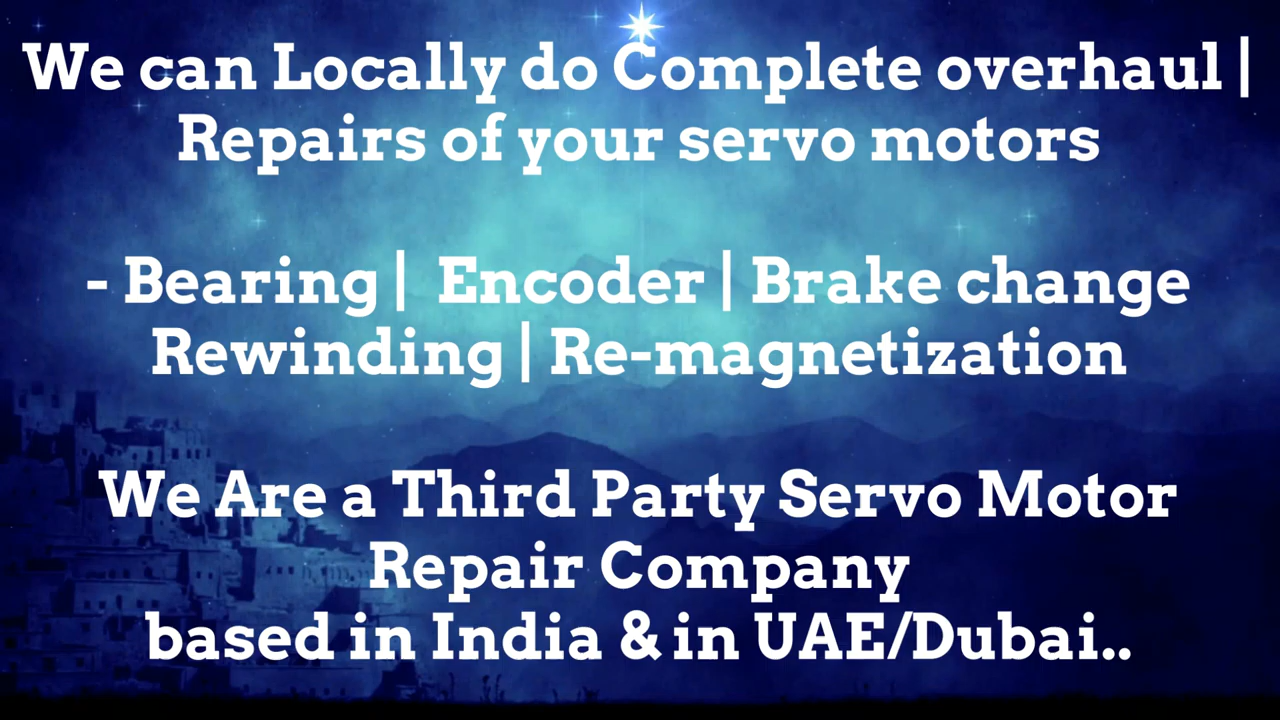 We can Locally do Complete overhaul |
Repairs of your servo motors
- Bearing | Encoder | Brake change
Rewinding | Re-magnetization
We Are a Third Party Servo Motor
Repair Company
based in India & in UAE/Dubai..